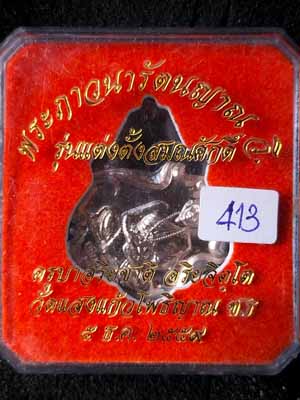 พระภาวนารัตนญาณ วิ.
รุ่นแต่งตั้งสมณศักดิ์
413
ครูบาอริยชาติ อริยจิตฺโต
วัดแสงแก้วโพธิญาณ จ.ร
๕ ธ.ค. ๒๕๕๙